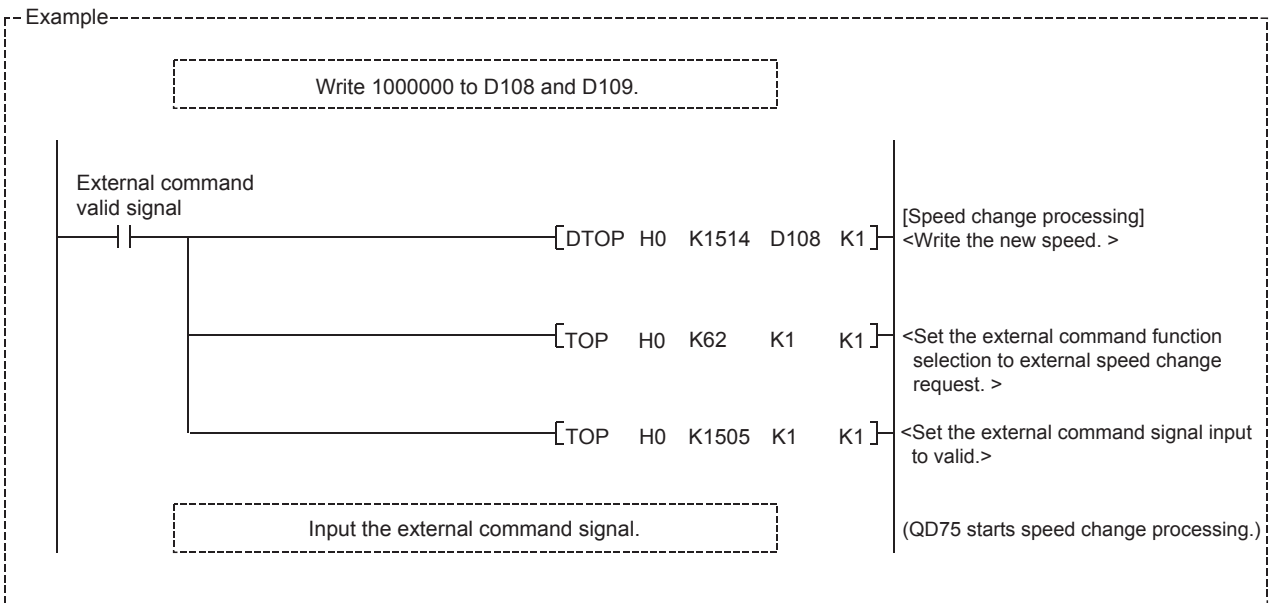 Example
Write 1000000 to D108 and D109.
External command
valid signal
DTOP H0 K1514 D108 K1
[Speed change processing]
<Write the new speed. >
TOP H0 K62 K1 K1
<Set the external command function
selection to external speed change
request. >
TOP H0 K1505 K1 K1
<Set the external command signal input
to valid.>
Input the external command signal.
(QD75 starts speed change processing.)